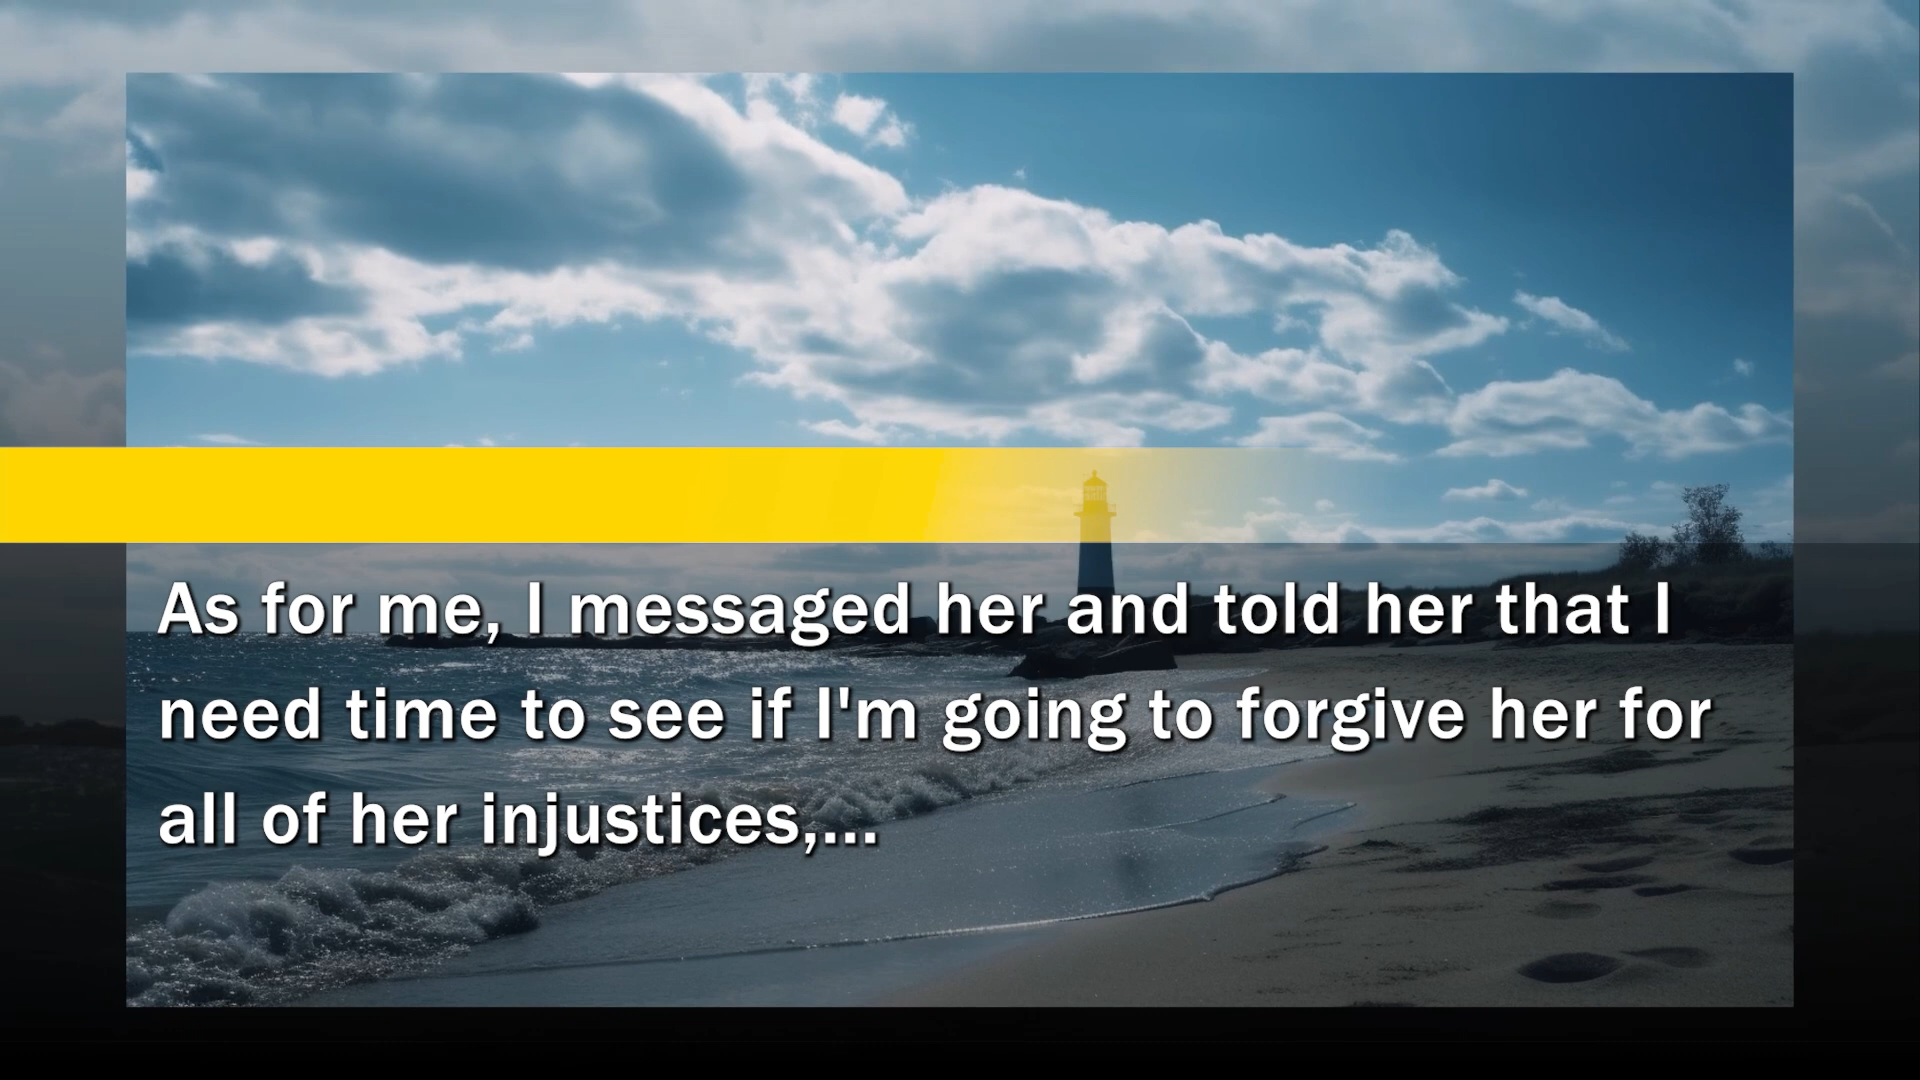 As for me, I messaged her and told her that I
need time to see if I'm going to forgive her for
all of her injustices,...